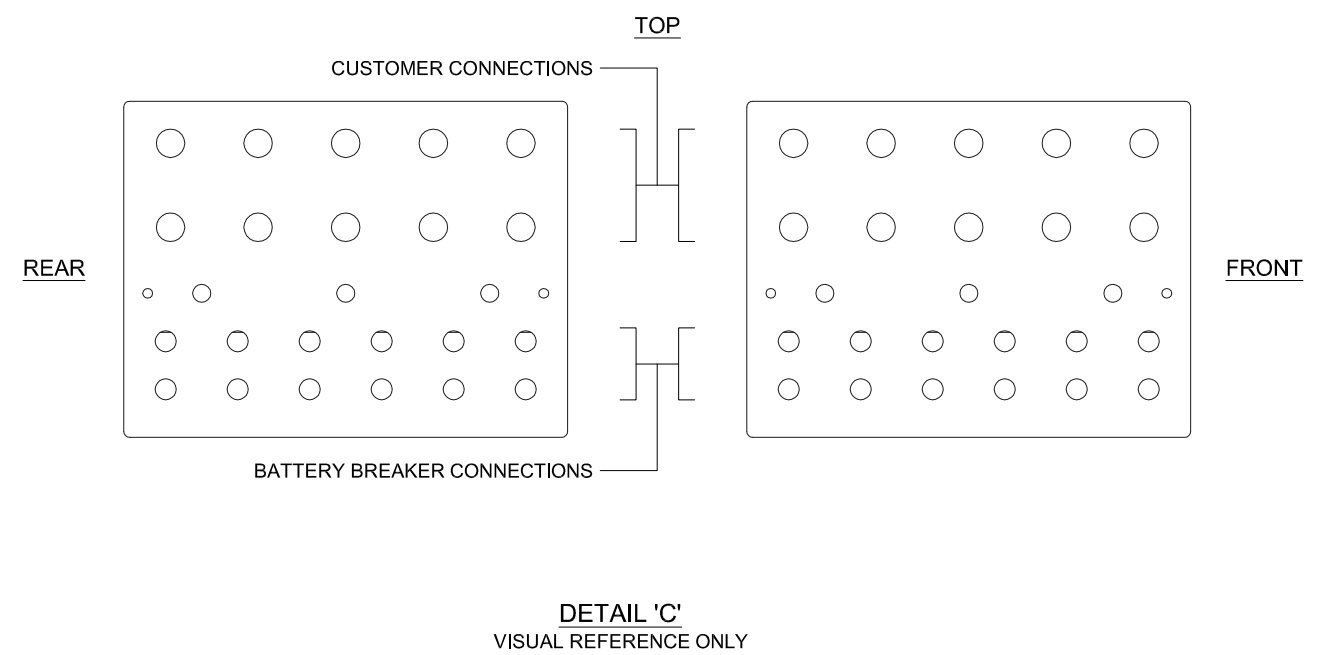 TOP
CUSTOMER CONNECTIONS
REAR
FRONT
BATTERY BREAKER CONNECTIONS
DETAIL 'C'
VISUAL REFERENCE ONLY